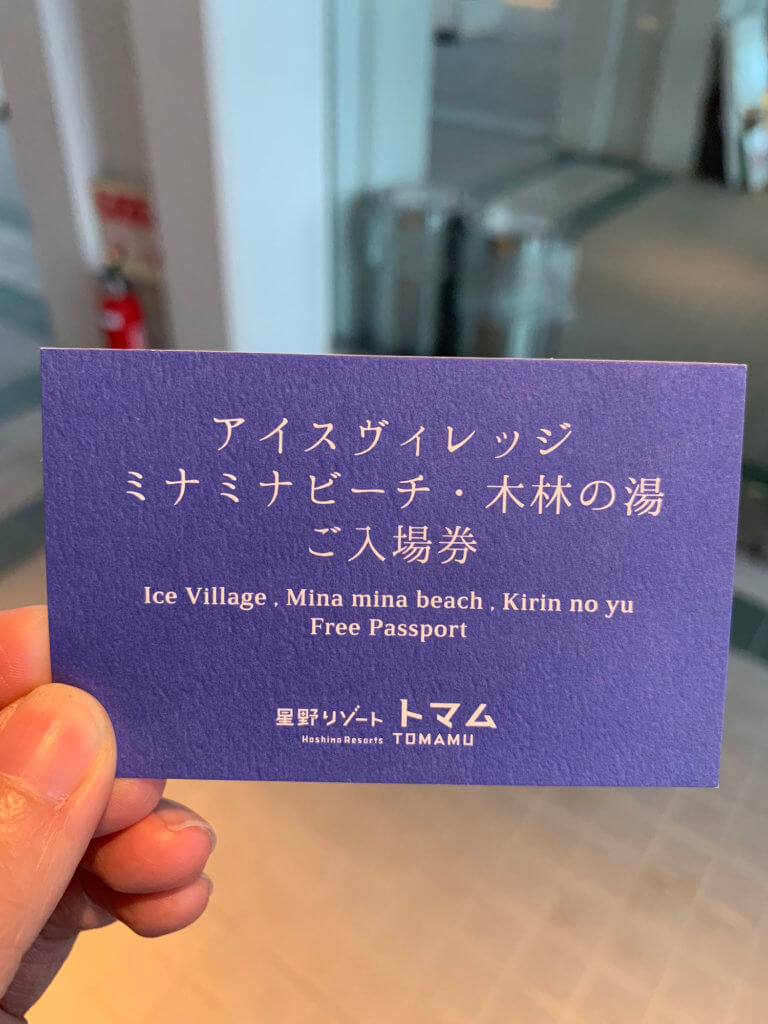 アイスヴィレッジ
ミナミナビーチ・木林の湯
ご入場券
Ice Village , Mina mina beach , Kirin no yu
Free Passport
星野リゾート トマム
Hoshino Resorts TOMAMU